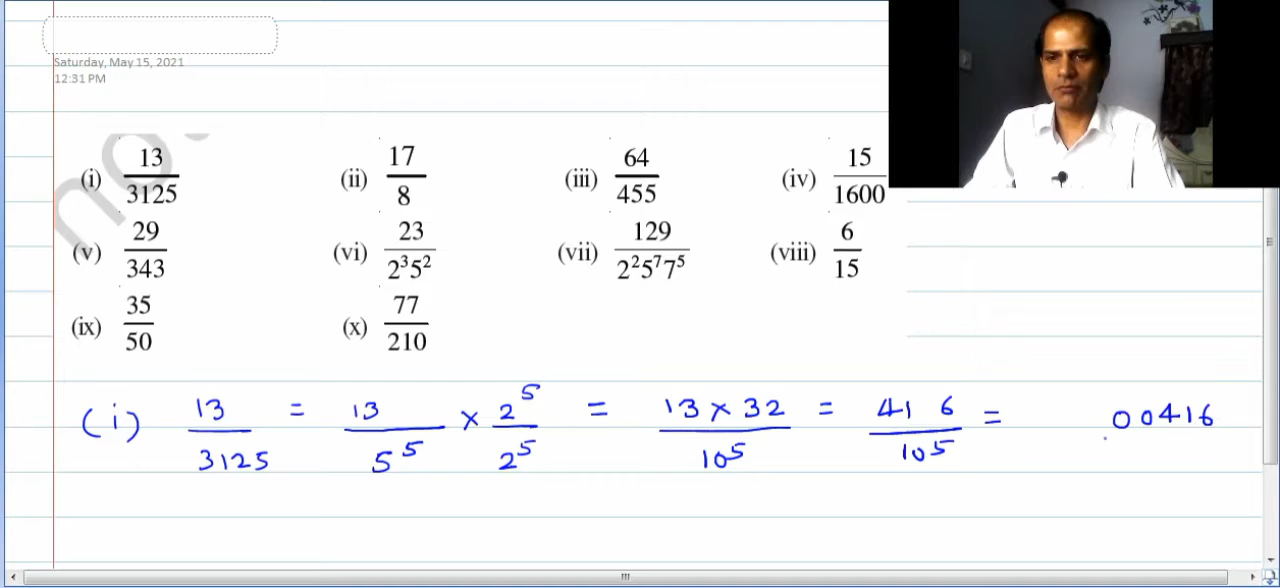 Saturday, May 15, 2021
12:31 PM
(i) 13/3125 (ii) 17/8 (iii) 64/455 (iv) 15/1600
(v) 29/343 (vi) 23/2³5² (vii) 129/2²5⁷7⁵ (viii) 6/15
(ix) 35/50 (x) 77/210
(i) 13/3125 = 13/5⁵ × 2⁵/2⁵ = 13 × 32/10⁵ = 416/10⁵ = .00416